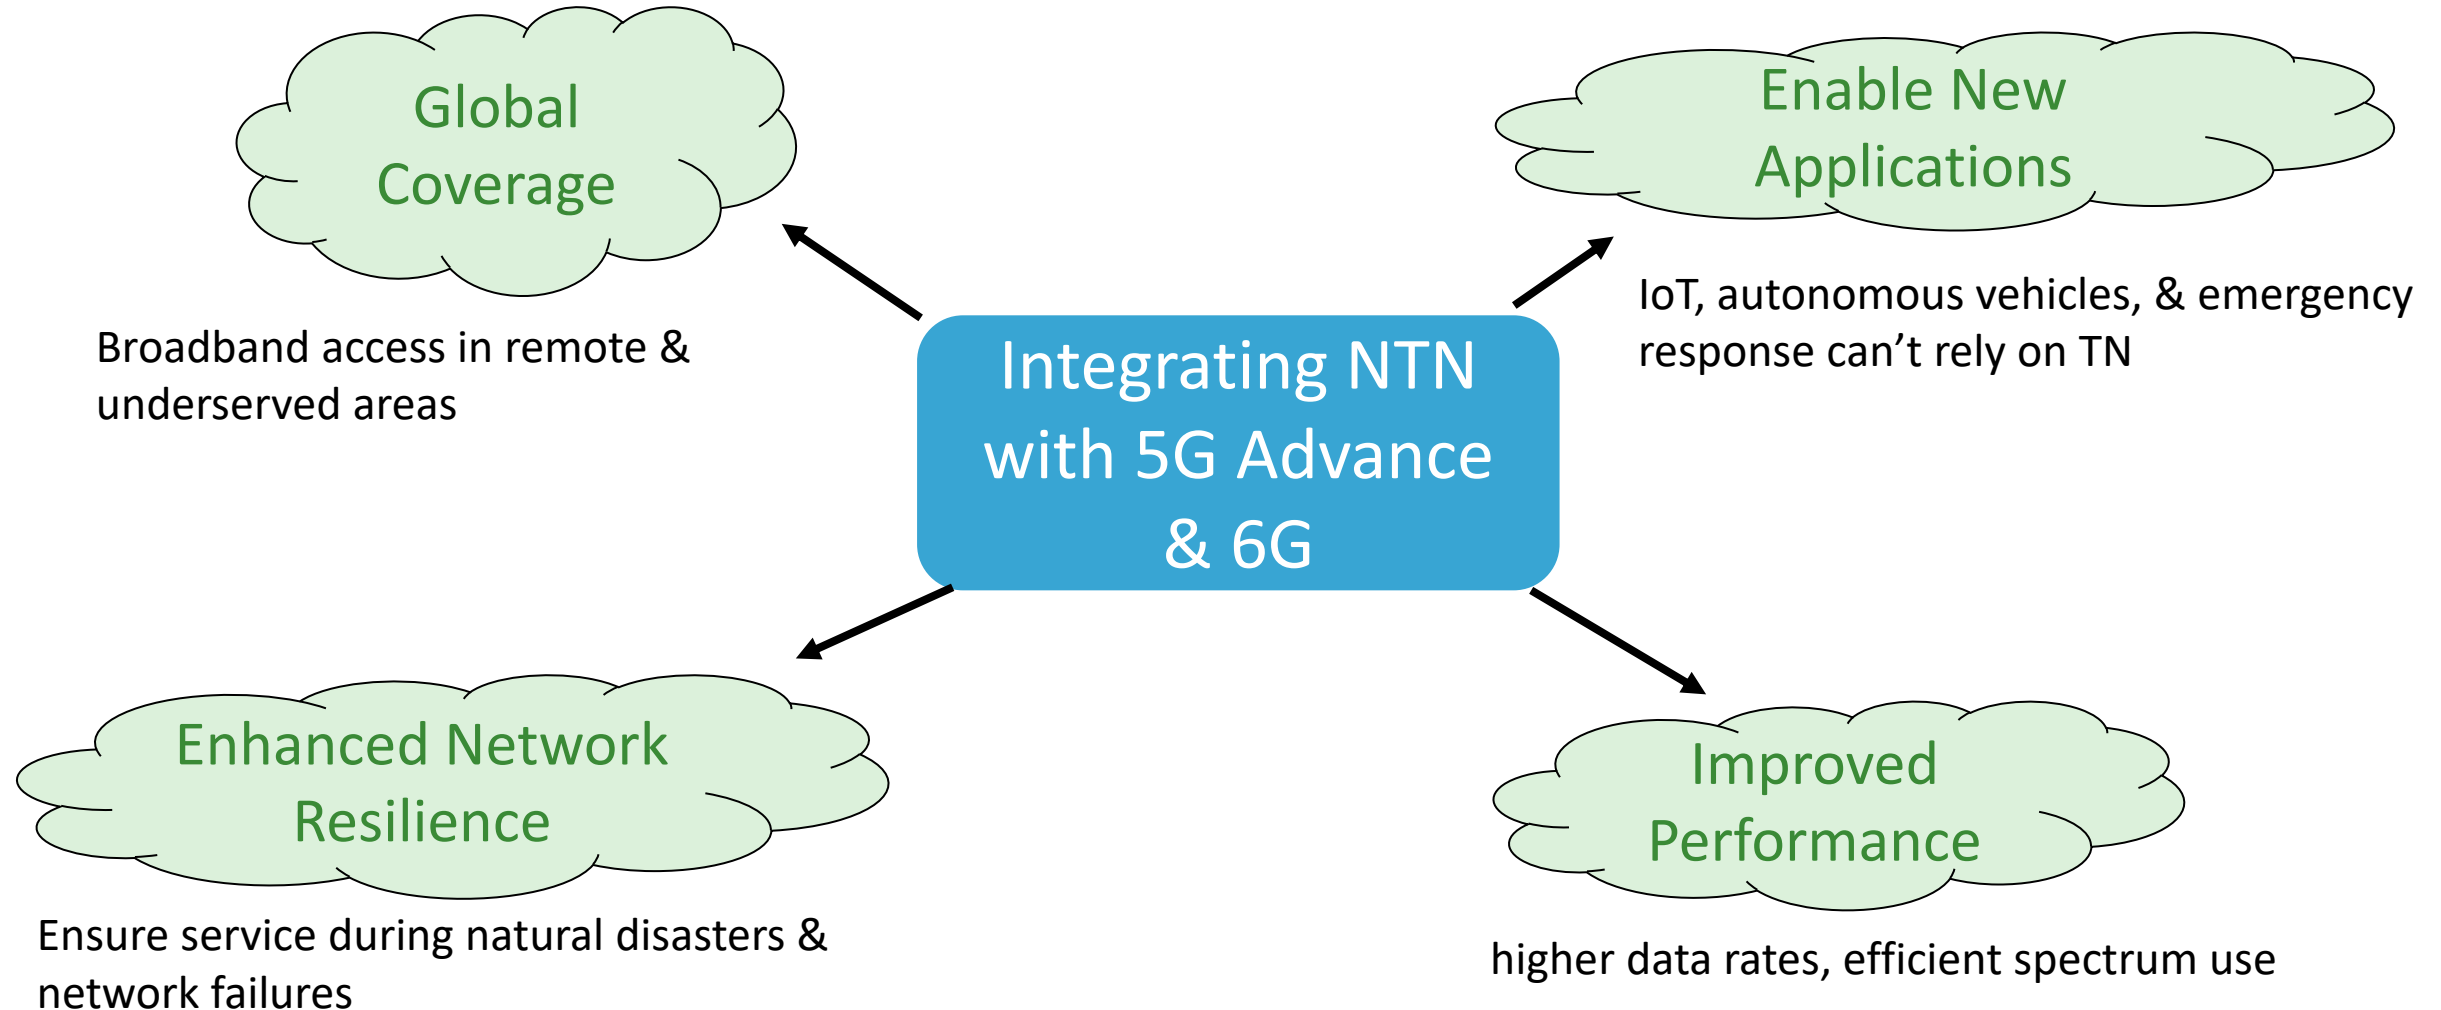 Global
Coverage
Broadband access in remote &
underserved areas
Enable New
Applications
IoT, autonomous vehicles, & emergency
response can’t rely on TN
Integrating NTN
with 5G Advance
& 6G
Enhanced Network
Resilience
Ensure service during natural disasters &
network failures
Improved
Performance
higher data rates, efficient spectrum use